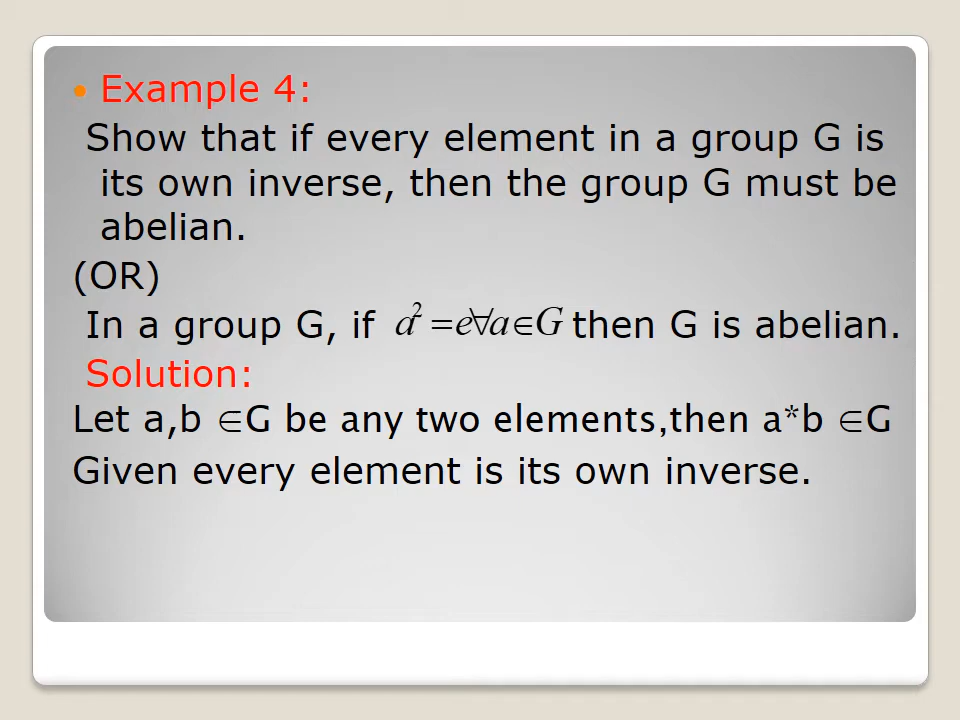 Example 4:
Show that if every element in a group G is
its own inverse, then the group G must be
abelian.
(OR)
In a group G, if a² =e∀a∈G then G is abelian.
Solution:
Let a,b ∈G be any two elements,then a*b ∈G
Given every element is its own inverse.